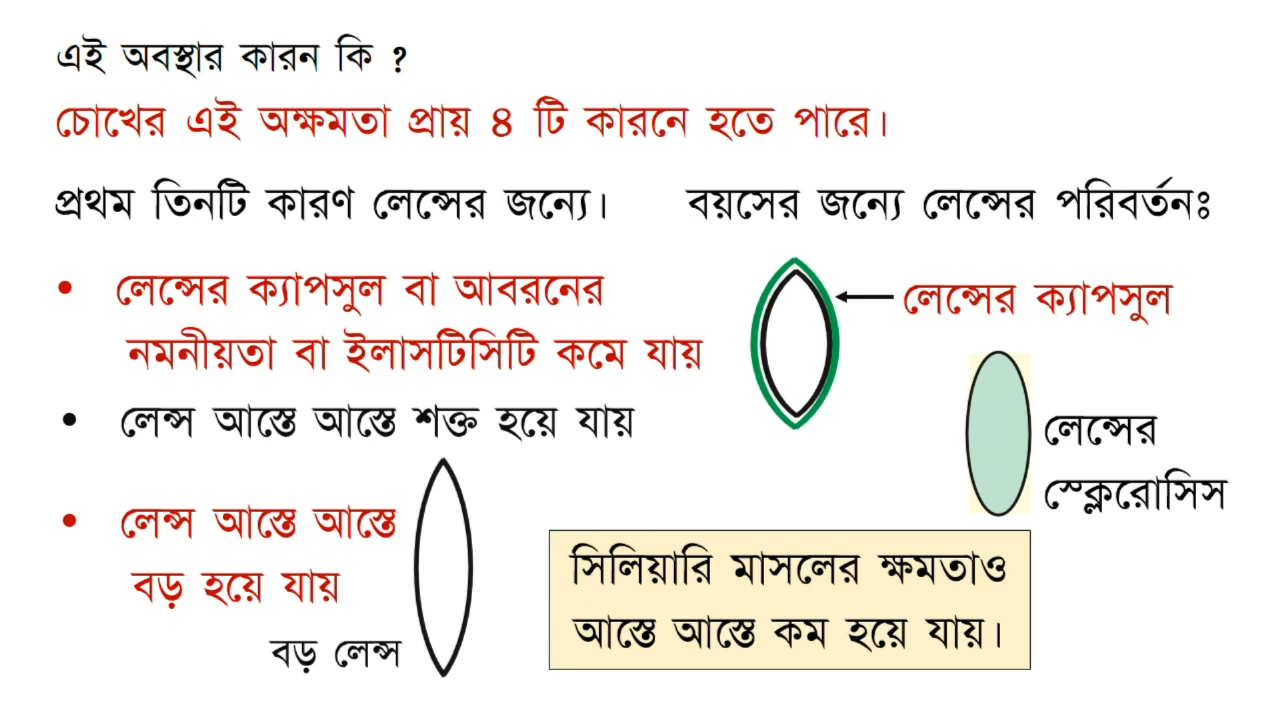 এই অবস্থার কারন কি ?
চোখের এই অক্ষমতা প্রায় ৪ টি কারনে হতে পারে।
প্রথম তিনটি কারণ লেন্সের জন্যে।
বয়সের জন্যে লেন্সের পরিবর্তনঃ
• লেন্সের ক্যাপসুল বা আবরনের
নমনীয়তা বা ইলাসটিসিটি কমে যায়
• লেন্স আস্তে আস্তে শক্ত হয়ে যায়
• লেন্স আস্তে আস্তে
বড় হয়ে যায়
বড় লেন্স
লেন্সের ক্যাপসুল
লেন্সের
স্ক্লেরোসিস
সিলিয়ারি মাসলের ক্ষমতাও
আস্তে আস্তে কম হয়ে যায়।